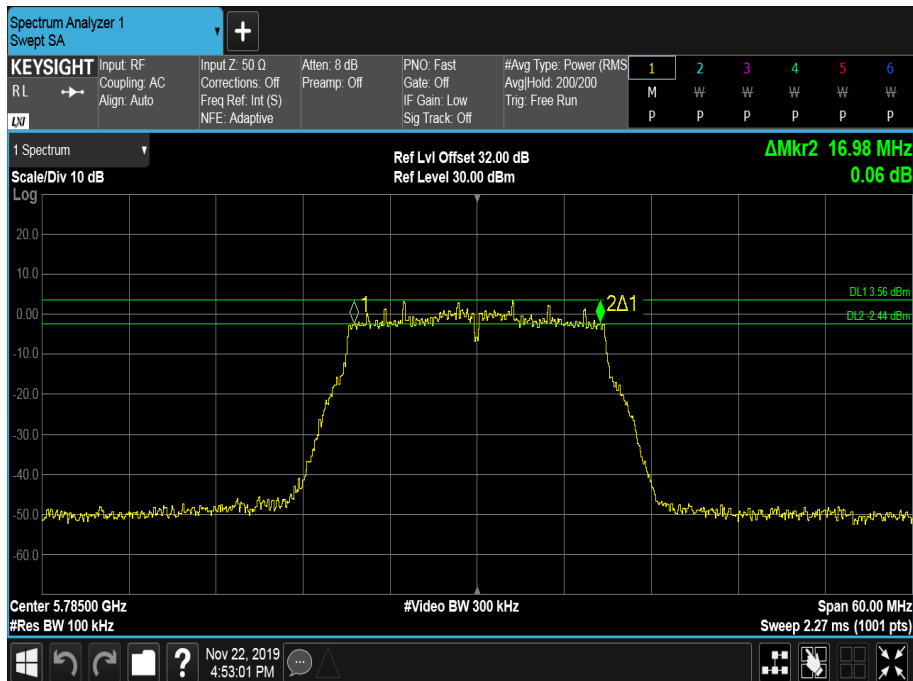 Spectrum Analyzer 1
Swept SA
KEYSIGHT
RL
LXI
Input: RF
Coupling: AC
Align: Auto
Input Z: 50 Ω
Corrections: Off
Freq Ref: Int (S)
NFE: Adaptive
Atten: 8 dB
Preamp: Off
PNO: Fast
Gate: Off
IF Gain: Low
Sig Track: Off
#Avg Type: Power (RMS
Avg|Hold: 200/200
Trig: Free Run
1 2 3 4 5 6
M W W W W W
P P P P P P
1 Spectrum
Scale/Div 10 dB
Log
Ref Lvl Offset 32.00 dB
Ref Level 30.00 dBm
ΔMkr2 16.98 MHz
0.06 dB
20.0
10.0
DL1 3.56 dBm
1
2Δ1
0.00
DL2 -2.44 dBm
-10.0
-20.0
-30.0
-40.0
-50.0
-60.0
Center 5.78500 GHz
#Video BW 300 kHz
Span 60.00 MHz
#Res BW 100 kHz
Sweep 2.27 ms (1001 pts)
?
Nov 22, 2019
4:53:01 PM